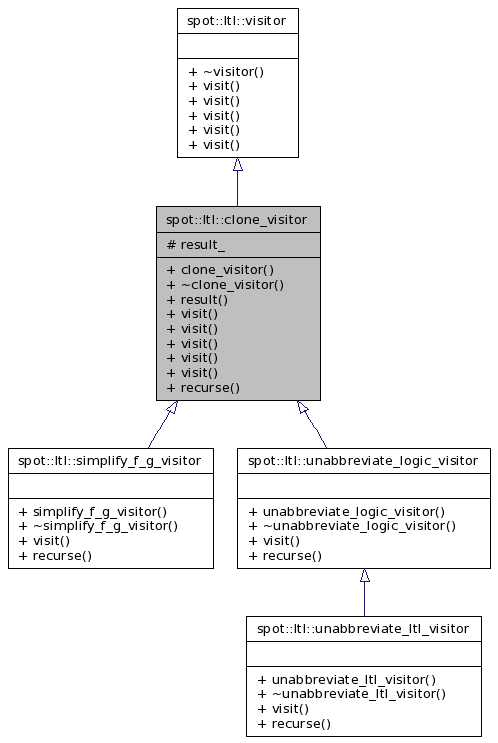 spot::ltl::visitor
+ ~visitor()
+ visit()
+ visit()
+ visit()
+ visit()
+ visit()
spot::ltl::clone_visitor
# result_
+ clone_visitor()
+ ~clone_visitor()
+ result()
+ visit()
+ visit()
+ visit()
+ visit()
+ visit()
+ recurse()
spot::ltl::simplify_f_g_visitor
+ simplify_f_g_visitor()
+ ~simplify_f_g_visitor()
+ visit()
+ recurse()
spot::ltl::unabbreviate_logic_visitor
+ unabbreviate_logic_visitor()
+ ~unabbreviate_logic_visitor()
+ visit()
+ recurse()
spot::ltl::unabbreviate_ltl_visitor
+ unabbreviate_ltl_visitor()
+ ~unabbreviate_ltl_visitor()
+ visit()
+ recurse()